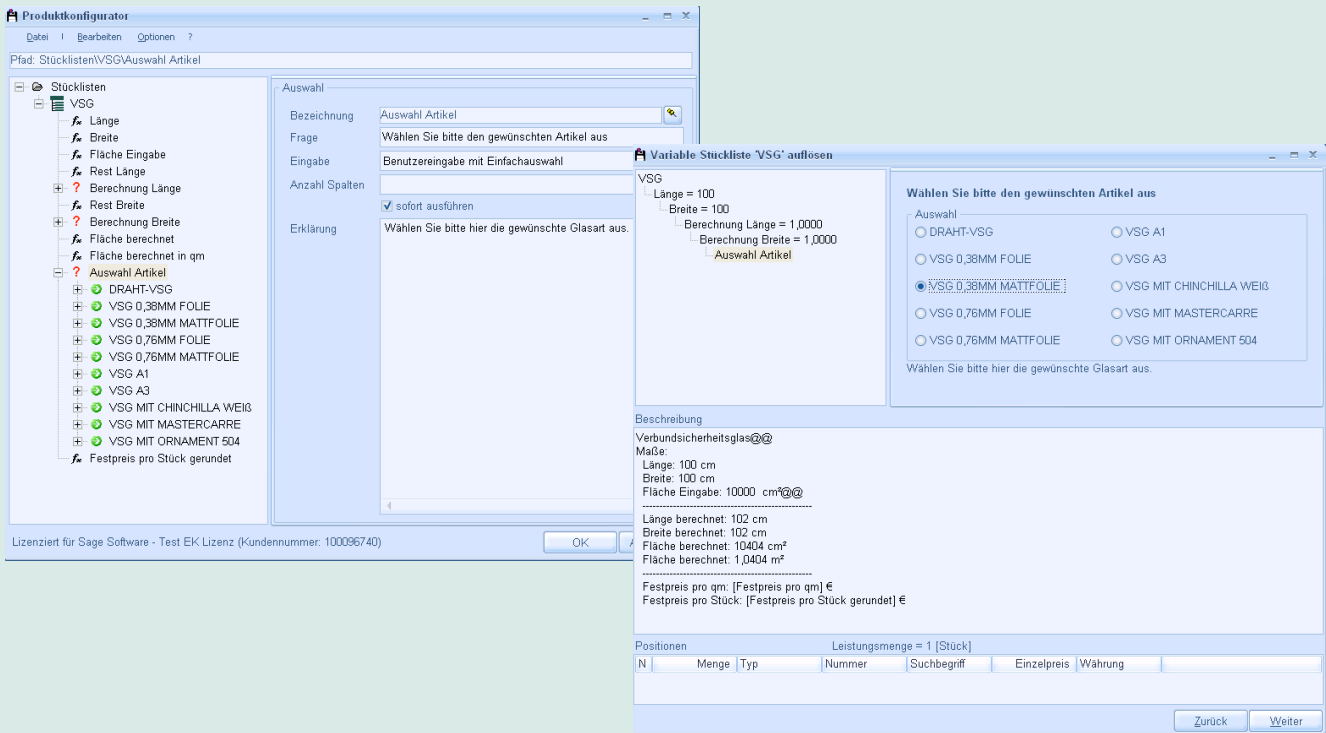 Produktkonfigurator
Datei Bearbeiten Optionen ?
Pfad: Stücklisten\VSG\Auswahl Artikel
Stücklisten
VSG
Länge
Breite
Fläche Eingabe
Rest Länge
Berechnung Länge
Rest Breite
Berechnung Breite
Fläche berechnet
Fläche berechnet in qm
Auswahl Artikel
DRAHT-VSG
VSG 0,38MM FOLIE
VSG 0,38MM MATTFOLIE
VSG 0,76MM FOLIE
VSG 0,76MM MATTFOLIE
VSG A1
VSG A3
VSG MIT CHINCHILLA WEIß
VSG MIT MASTERCARRE
VSG MIT ORNAMENT 504
Festpreis pro Stück gerundet
Auswahl
Bezeichnung Auswahl Artikel
Frage Wählen Sie bitte den gewünschten Artikel aus
Eingabe Benutzereingabe mit Einfachauswahl
Anzahl Spalten
sofort ausführen
Erklärung Wählen Sie bitte hier die gewünschte Glasart aus.
Lizenziert für Sage Software - Test EK Lizenz (Kundennummer: 100096740)
OK
Variable Stückliste 'VSG' auflösen
VSG
Länge = 100
Breite = 100
Berechnung Länge = 1,0000
Berechnung Breite = 1,0000
Auswahl Artikel
Wählen Sie bitte den gewünschten Artikel aus
Auswahl
DRAHT-VSG VSG A1
VSG 0,38MM FOLIE VSG A3
VSG 0,38MM MATTFOLIE VSG MIT CHINCHILLA WEIß
VSG 0,76MM FOLIE VSG MIT MASTERCARRE
VSG 0,76MM MATTFOLIE VSG MIT ORNAMENT 504
Wählen Sie bitte hier die gewünschte Glasart aus.
Beschreibung
Verbundsicherheitsglas@@
Maße:
Länge: 100 cm
Breite: 100 cm
Fläche Eingabe: 10000 cm²@@
--------------------------------------------------
Länge berechnet: 102 cm
Breite berechnet: 102 cm
Fläche berechnet: 10404 cm²
Fläche berechnet: 1,0404 m²
--------------------------------------------------
Festpreis pro qm: [Festpreis pro qm] €
Festpreis pro Stück: [Festpreis pro Stück gerundet] €
Positionen Leistungsmenge = 1 [Stück]
N Menge Typ Nummer Suchbegriff Einzelpreis Währung
Zurück Weiter